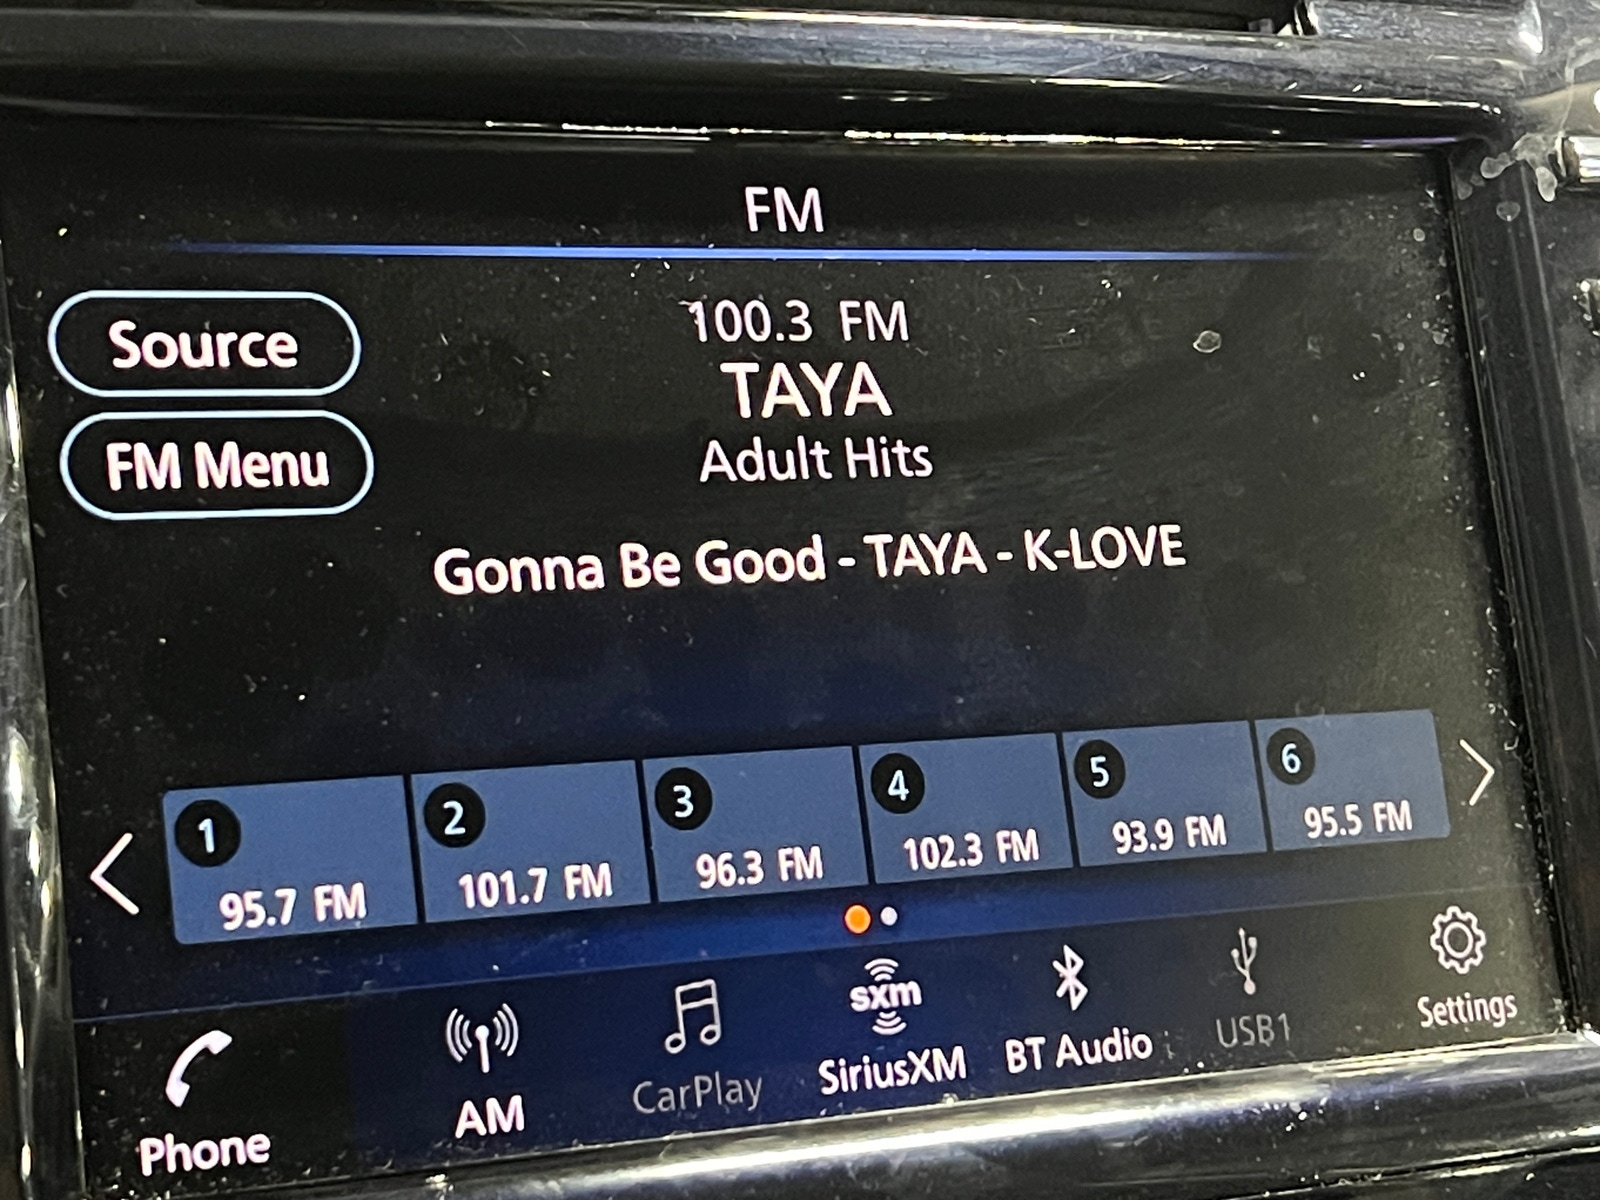 FM
Source
FM Menu
100.3 FM
TAYA
Adult Hits
Gonna Be Good - TAYA - K-LOVE
1
95.7 FM
2
101.7 FM
3
96.3 FM
4
102.3 FM
5
93.9 FM
6
95.5 FM
Phone
AM
CarPlay
sxm
SiriusXM
BT Audio
USB1
Settings